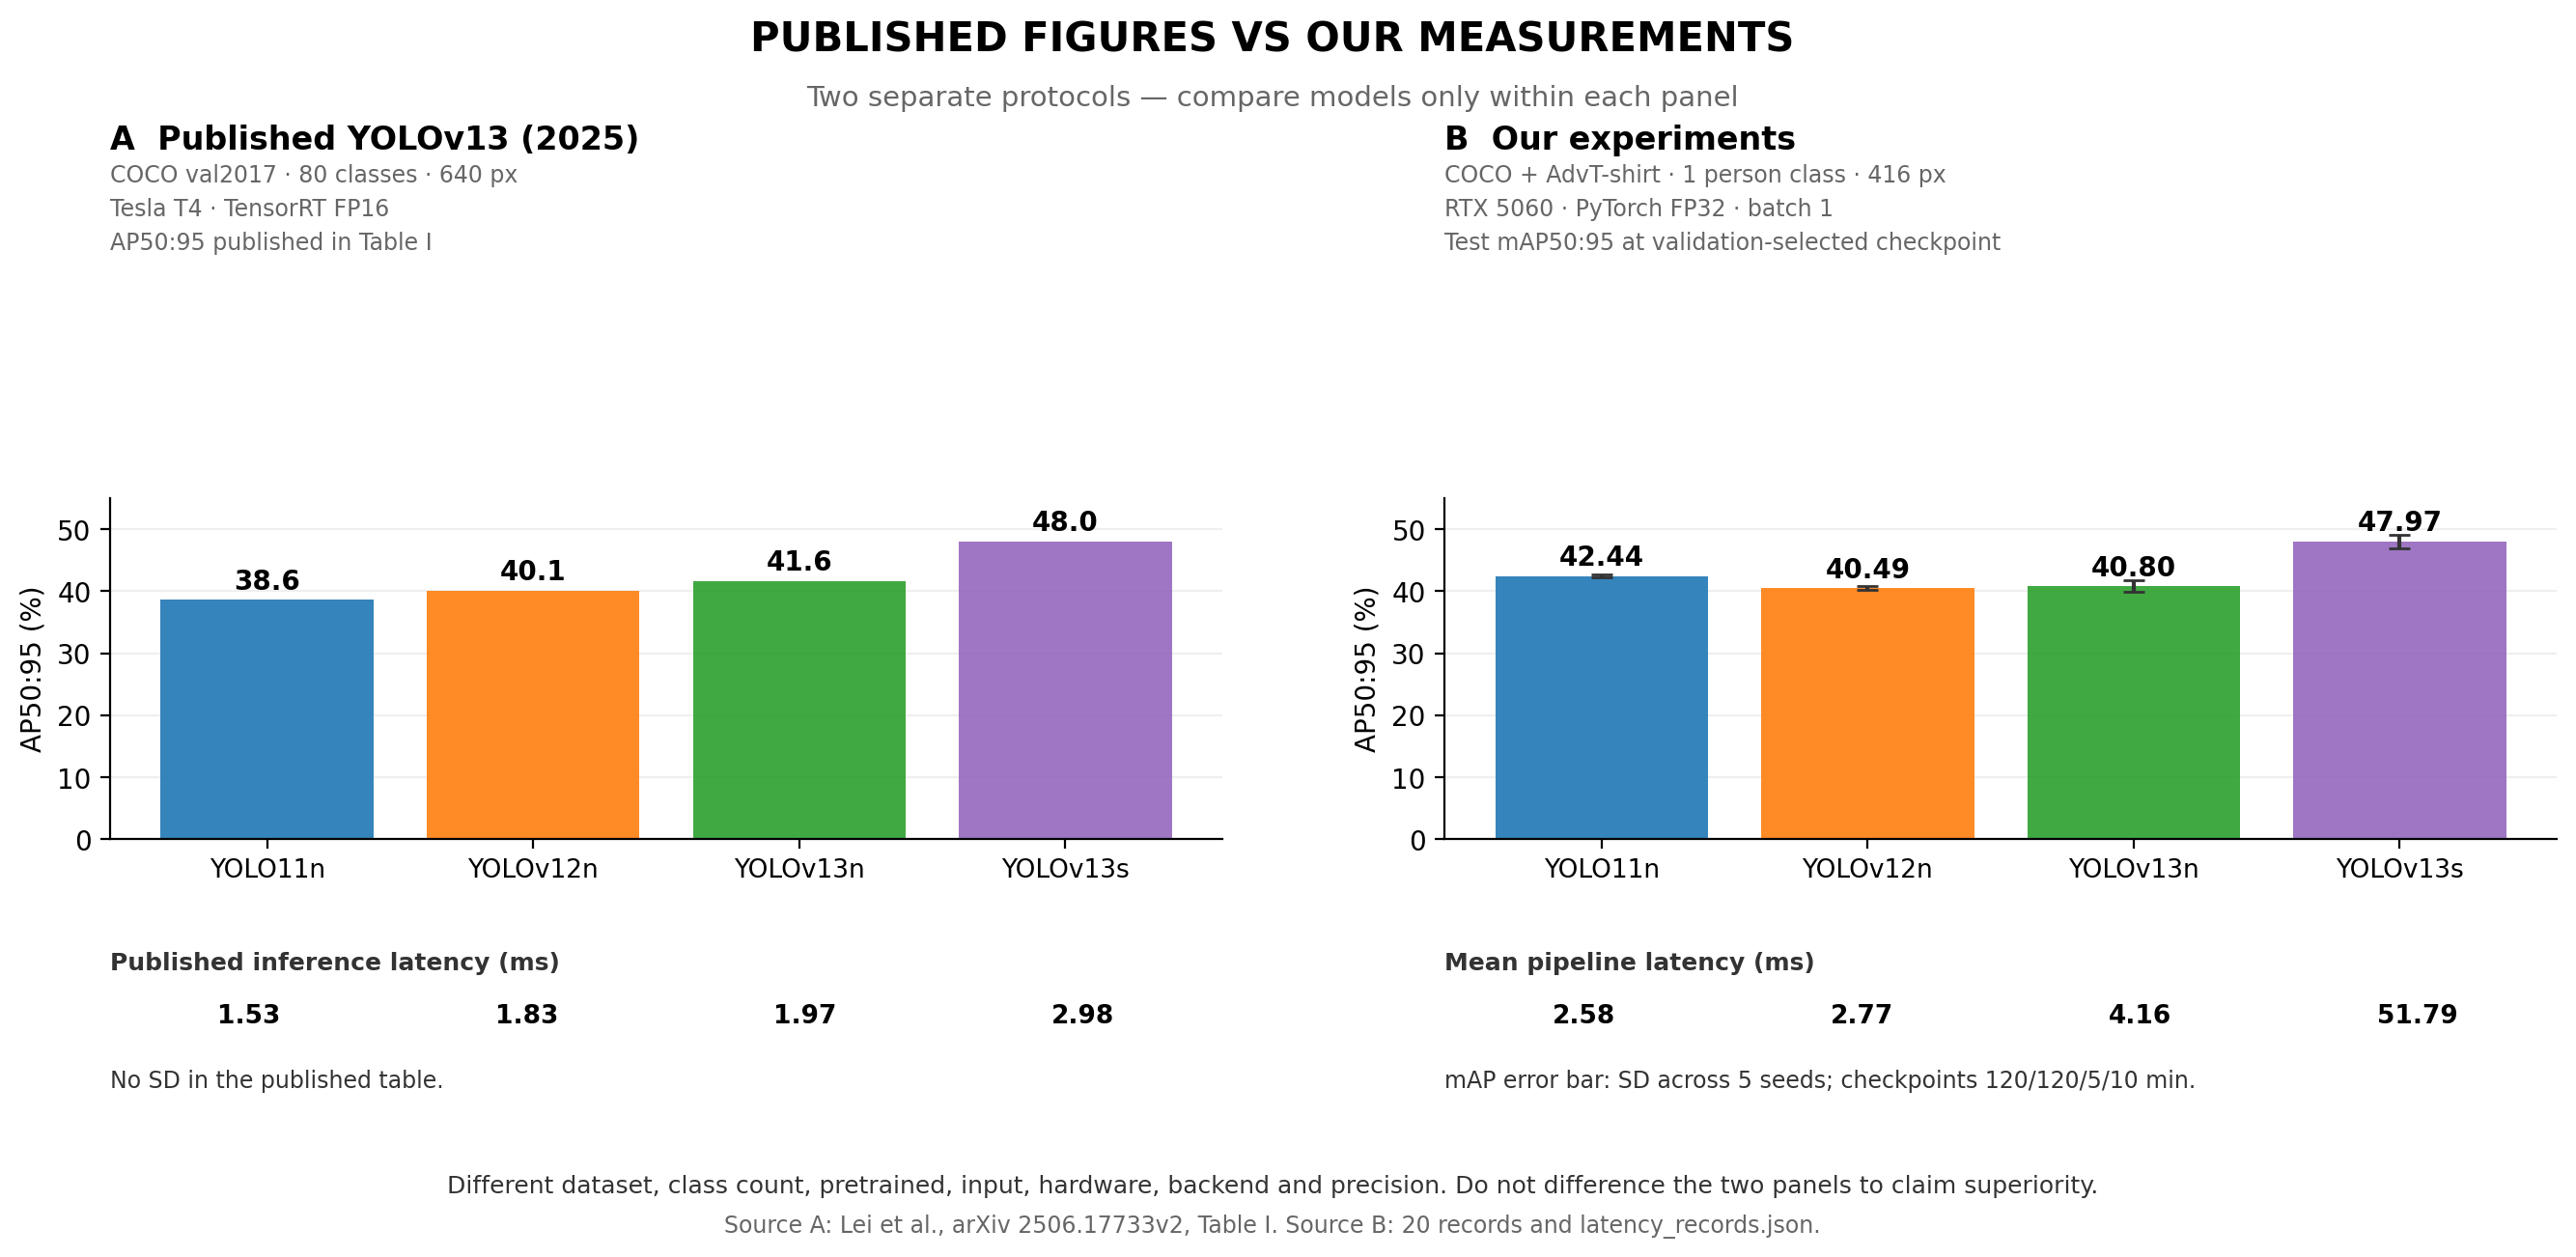 PUBLISHED FIGURES VS OUR MEASUREMENTS
Two separate protocols — compare models only within each panel
A Published YOLOv13 (2025)
COCO val2017 · 80 classes · 640 px
Tesla T4 · TensorRT FP16
AP50:95 published in Table I
AP50:95 (%)
50
40
30
20
10
0
38.6
40.1
41.6
48.0
YOLO11n
YOLOv12n
YOLOv13n
YOLOv13s
Published inference latency (ms)
1.53 1.83 1.97 2.98
No SD in the published table.
B Our experiments
COCO + AdvT-shirt · 1 person class · 416 px
RTX 5060 · PyTorch FP32 · batch 1
Test mAP50:95 at validation-selected checkpoint
AP50:95 (%)
50
40
30
20
10
0
42.44
40.49
40.80
47.97
YOLO11n
YOLOv12n
YOLOv13n
YOLOv13s
Mean pipeline latency (ms)
2.58 2.77 4.16 51.79
mAP error bar: SD across 5 seeds; checkpoints 120/120/5/10 min.
Different dataset, class count, pretrained, input, hardware, backend and precision. Do not difference the two panels to claim superiority.
Source A: Lei et al., arXiv 2506.17733v2, Table I. Source B: 20 records and latency_records.json.